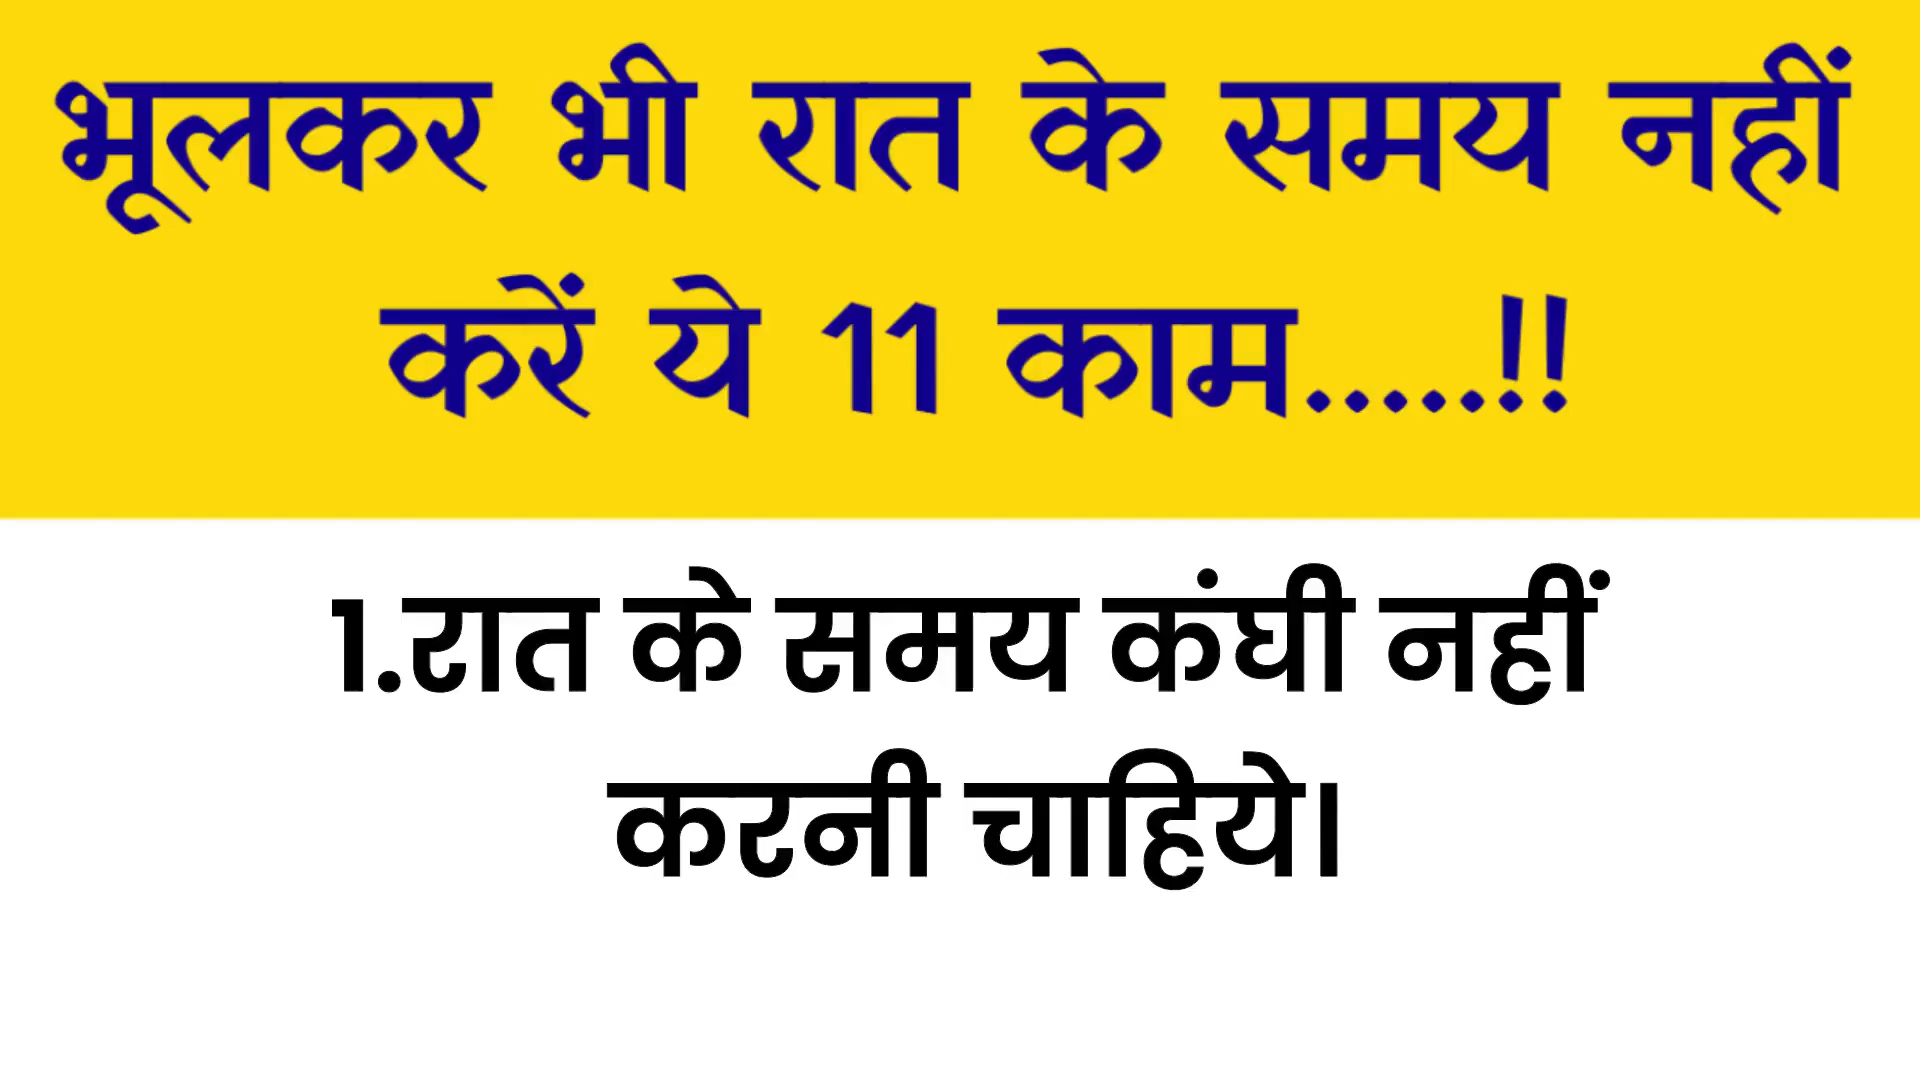 भूलकर भी रात के समय नहीं
करें ये 11 काम.....!!
1.रात के समय कंघी नहीं
करनी चाहिये।